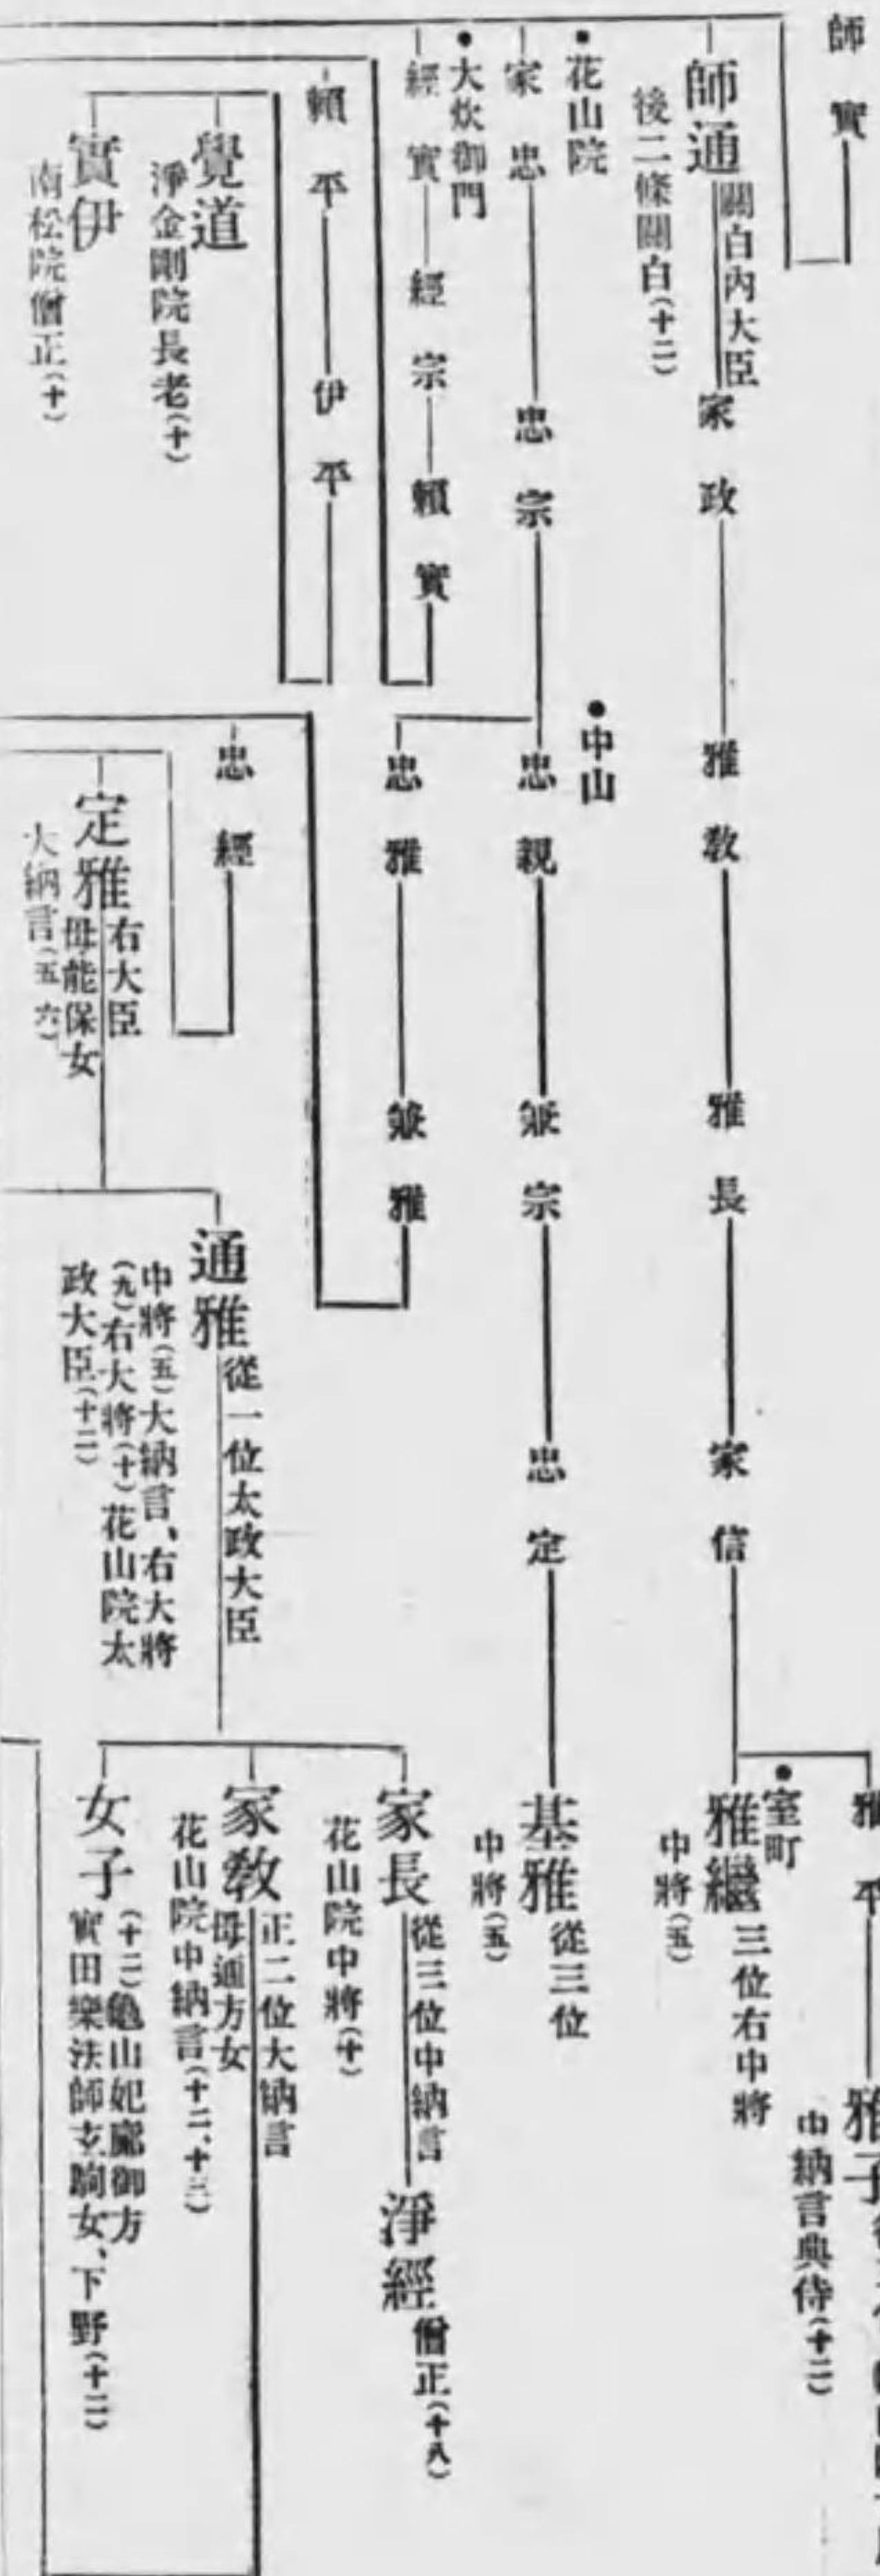 師實
師通
關白內大臣
後二條關白(十二)
家政
雅敎
雅長
家信
雅平
雅子
中納言典侍(十二)
●室町
雅繼
三位右中將
中將(五)
●花山院
家忠
忠宗
●中山
忠親
兼宗
忠定
基雅
從三位
中將(五)
忠雅
兼雅
忠經
定雅
右大臣
母能保女
大納言(五、六)
通雅
從一位太政大臣
中將(五)大納言、右大將
(九)右大將(十)花山院太
政大臣(十二)
家長
從三位中納言
花山院中將(十)
淨經
僧正(十八)
家敎
正二位大納言
母通方女
花山院中納言(十二、十三)
女子
(十二)龜山妃廊御方
實田樂法師玄駒女、下野(十二)
●大炊御門
經實
經宗
賴實
賴平
伊平
覺道
淨金剛院長老(十)
實伊
南松院僧正(十)